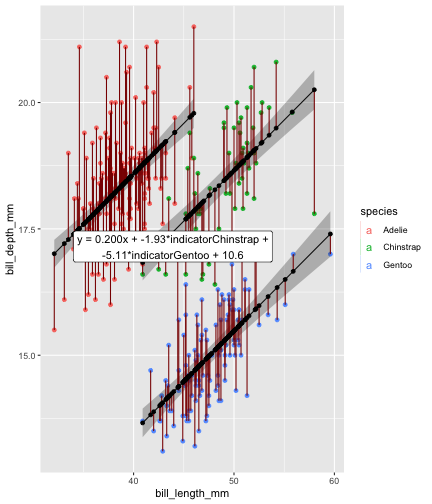 20.0
17.5
15.0
bill_depth_mm
y = 0.200x + -1.93*indicatorChinstrap +
-5.11*indicatorGentoo + 10.6
40
50
60
bill_length_mm
species
a Adelie
a Chinstrap
a Gentoo